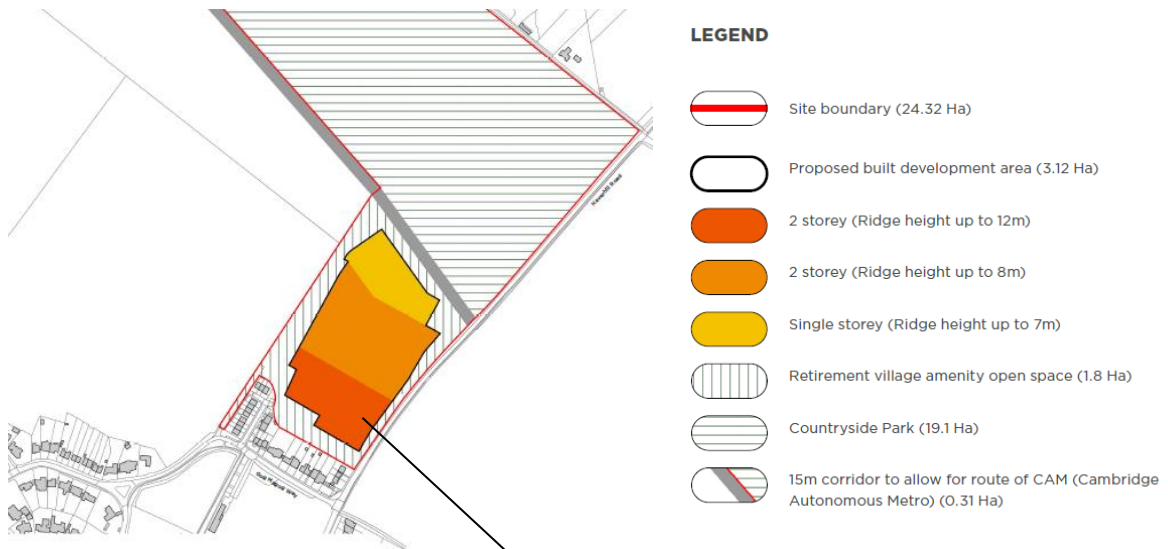 LEGEND
Site boundary (24.32 Ha)
Proposed built development area (3.12 Ha)
2 storey (Ridge height up to 12m)
2 storey (Ridge height up to 8m)
Single storey (Ridge height up to 7m)
Retirement village amenity open space (1.8 Ha)
Countryside Park (19.1 Ha)
15m corridor to allow for route of CAM (Cambridge
Autonomous Metro) (0.31 Ha)
Haverhill Road